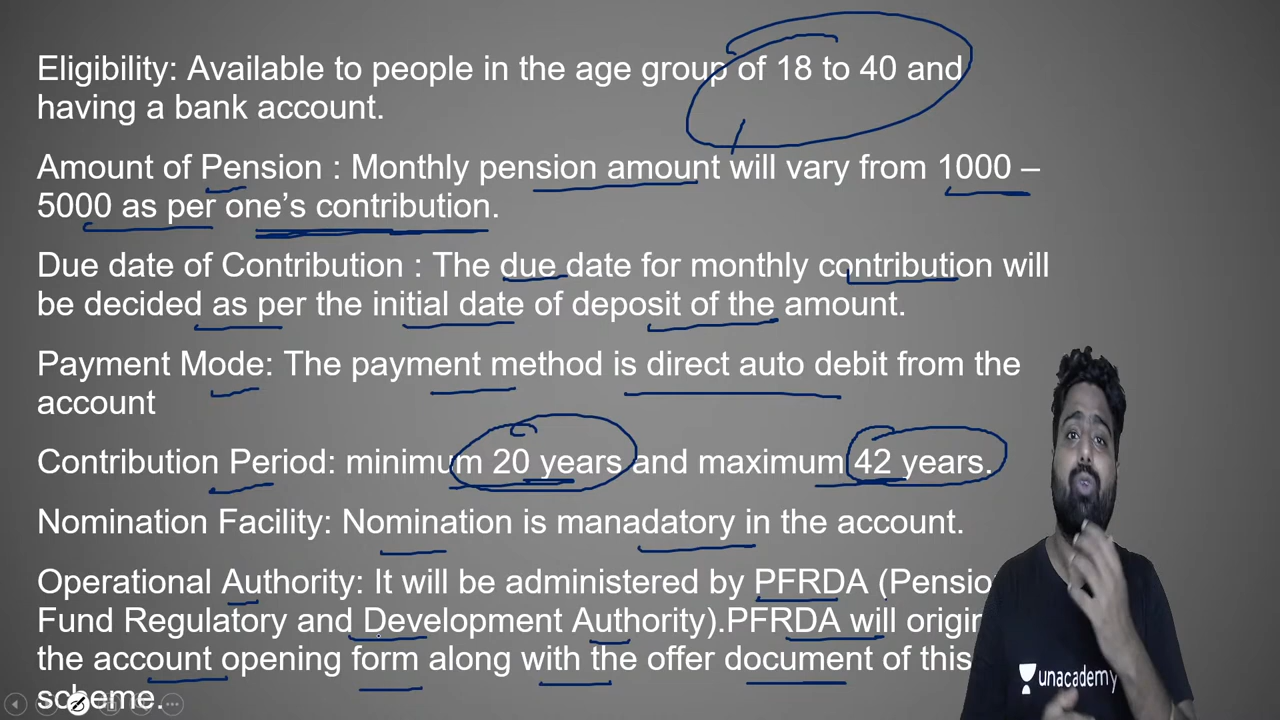 Eligibility: Available to people in the age group of 18 to 40 and
having a bank account.
Amount of Pension : Monthly pension amount will vary from 1000 –
5000 as per one's contribution.
Due date of Contribution : The due date for monthly contribution will
be decided as per the initial date of deposit of the amount.
Payment Mode: The payment method is direct auto debit from the
account
Contribution Period: minimum 20 years and maximum 42 years.
Nomination Facility: Nomination is manadatory in the account.
Operational Authority: It will be administered by PFRDA (Pensio
Fund Regulatory and Development Authority).PFRDA will origin
the account opening form along with the offer document of this
scheme.
unacademy